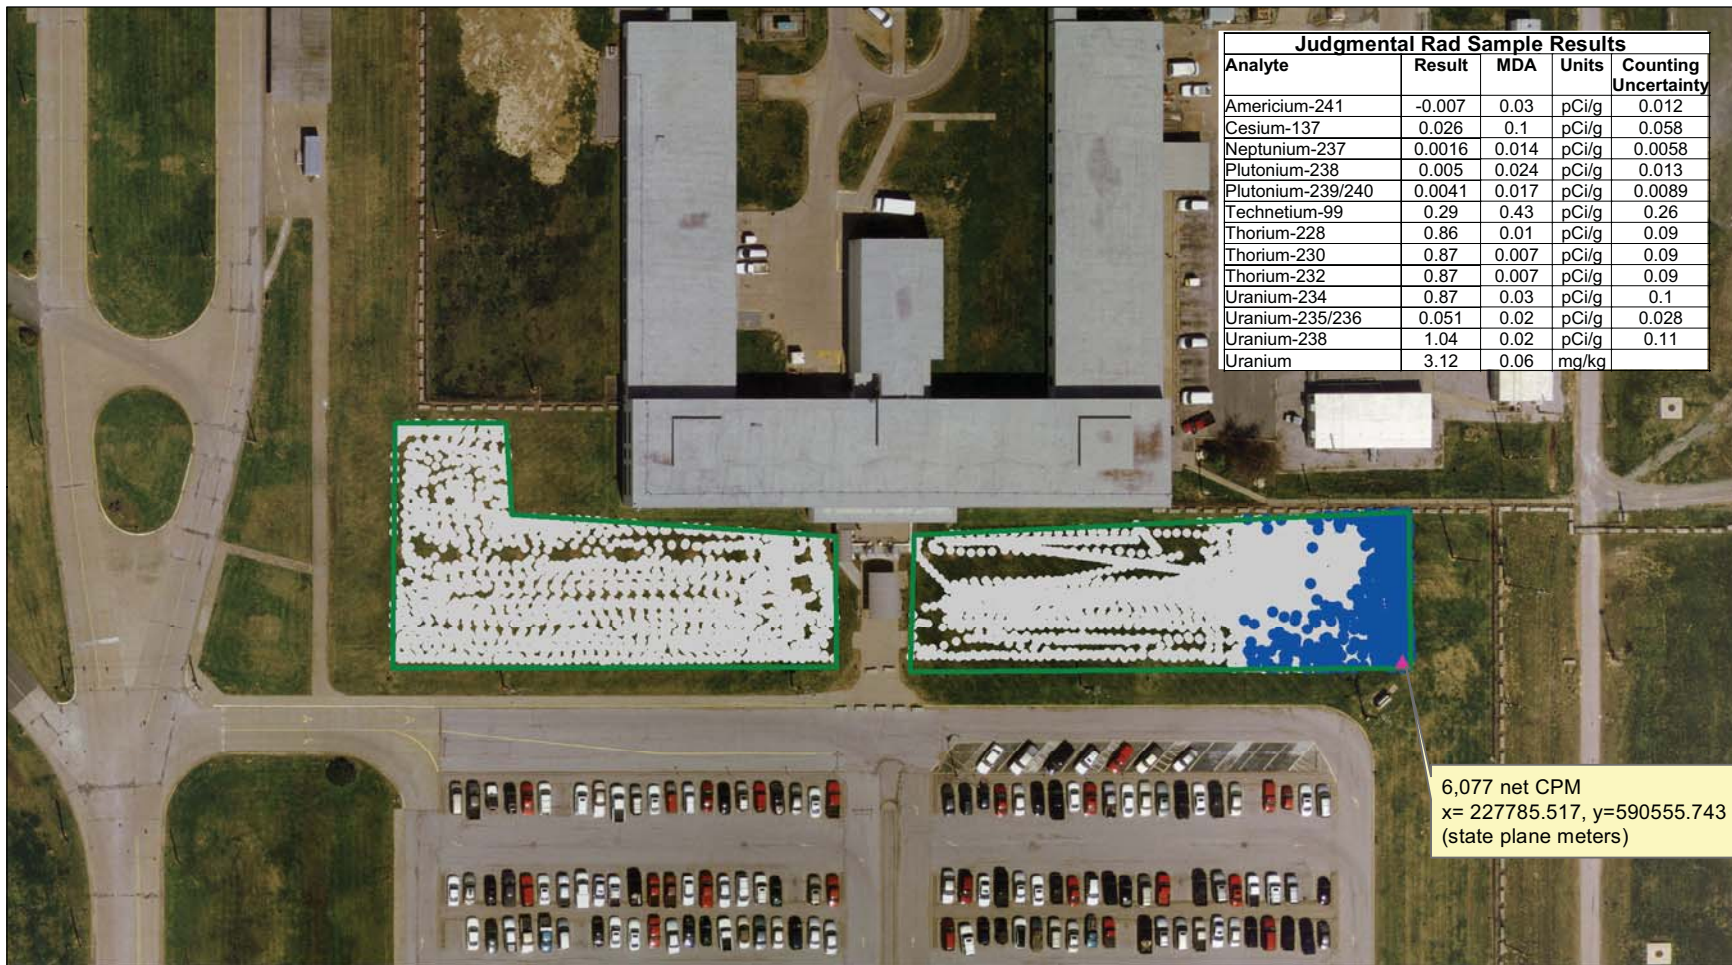 Judgmental Rad Sample Results
Analyte Result MDA Units Counting Uncertainty
Americium-241 -0.007 0.03 pCi/g 0.012
Cesium-137 0.026 0.1 pCi/g 0.058
Neptunium-237 0.0016 0.014 pCi/g 0.0058
Plutonium-238 0.005 0.024 pCi/g 0.013
Plutonium-239/240 0.0041 0.017 pCi/g 0.0089
Technetium-99 0.29 0.43 pCi/g 0.26
Thorium-228 0.86 0.01 pCi/g 0.09
Thorium-230 0.87 0.007 pCi/g 0.09
Thorium-232 0.87 0.007 pCi/g 0.09
Uranium-234 0.87 0.03 pCi/g 0.1
Uranium-235/236 0.051 0.02 pCi/g 0.028
Uranium-238 1.04 0.02 pCi/g 0.11
Uranium 3.12 0.06 mg/kg
6,077 net CPM
x= 227785.517, y=590555.743
(state plane meters)